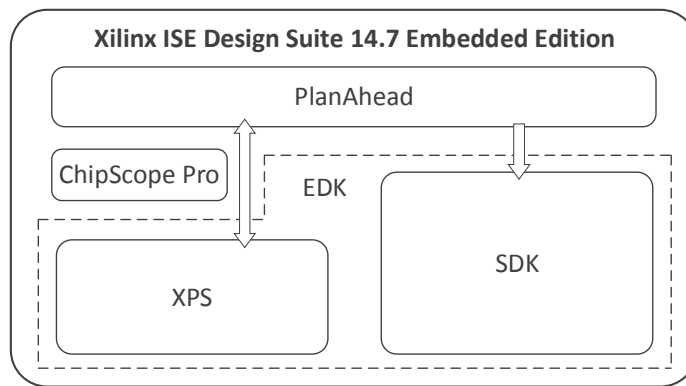 Xilinx ISE Design Suite 14.7 Embedded Edition
PlanAhead
ChipScope Pro
EDK
SDK
XPS